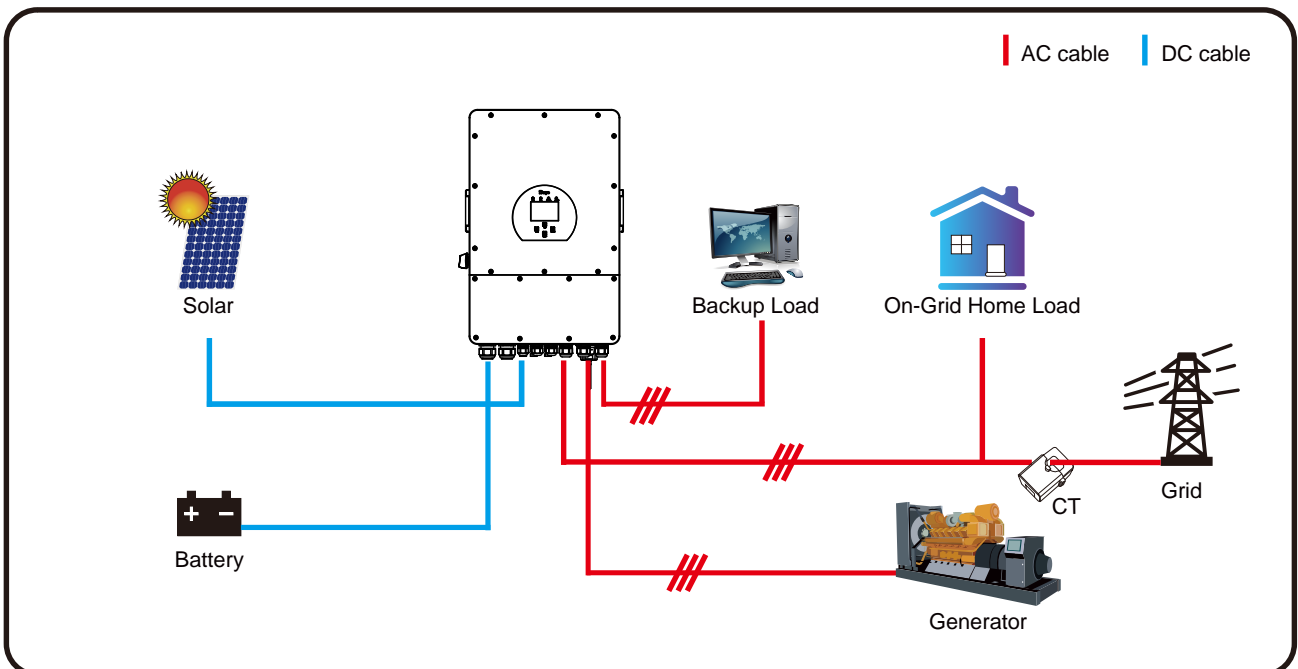 AC cable
DC cable
Solar
Backup Load
On-Grid Home Load
Grid
CT
Battery
Generator